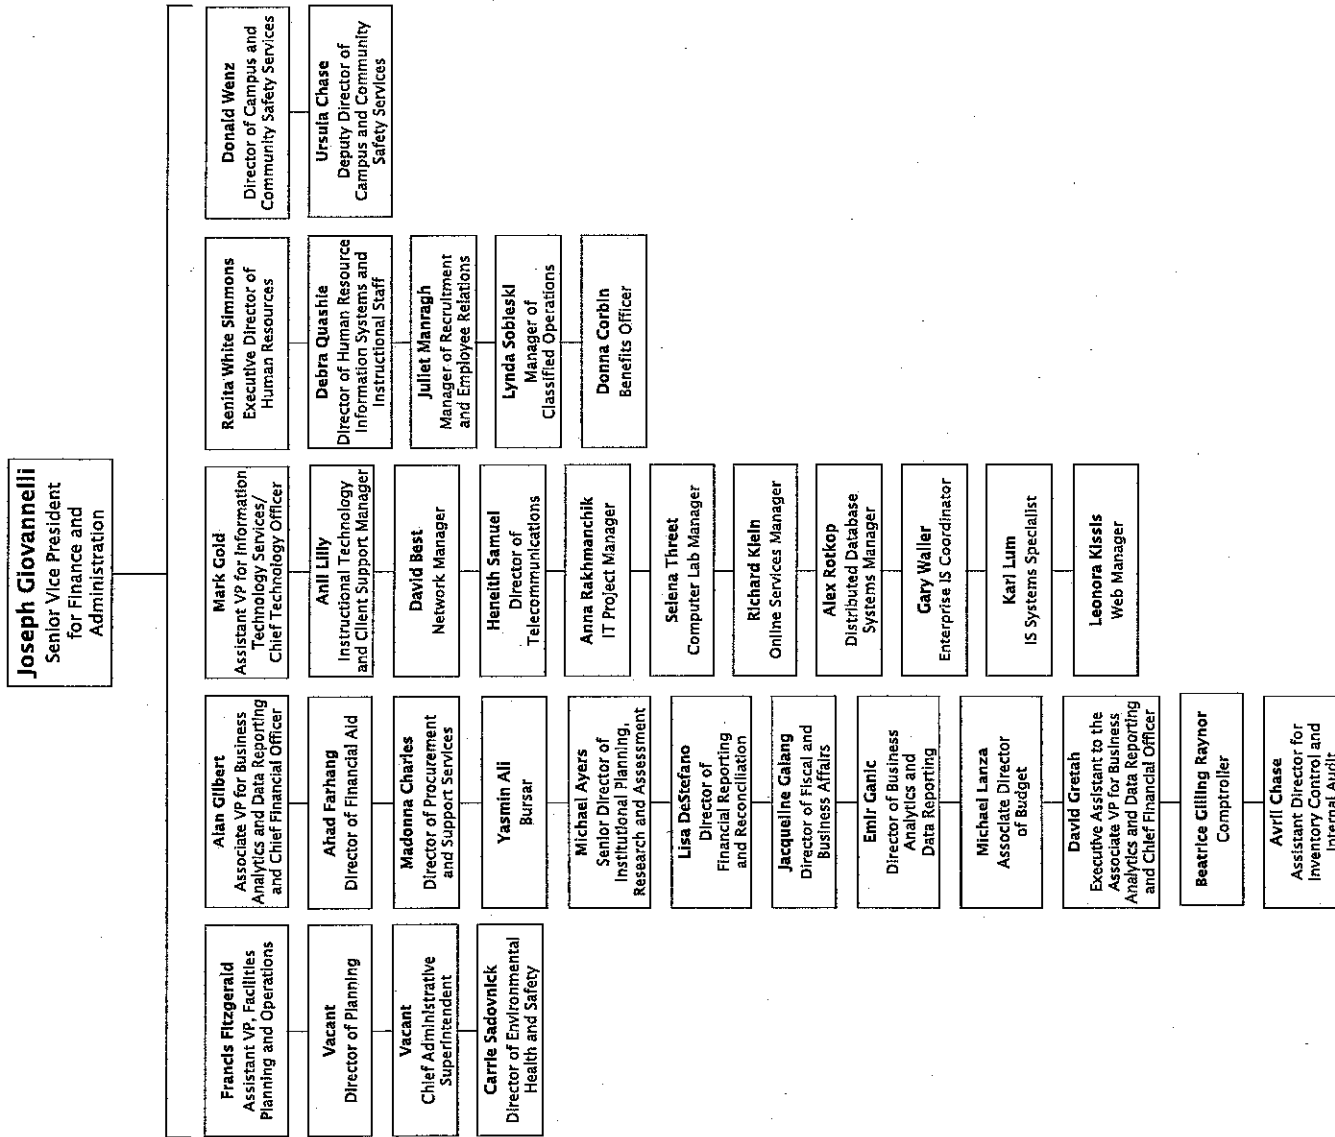 Joseph Giovannelli
Senior Vice President
for Finance and
Administration
Francis Fitzgerald
Assistant VP, Facilities
Planning and Operations
Vacant
Director of Planning
Vacant
Chief Administrative
Superintendent
Carrie Sadovnick
Director of Environmental
Health and Safety
Alan Gilbert
Associate VP for Business
Analytics and Data Reporting
and Chief Financial Officer
Ahad Farhang
Director of Financial Aid
Madonna Charles
Director of Procurement
and Support Services
Yasmin Ali
Bursar
Michael Ayers
Senior Director of
Institutional Planning,
Research and Assessment
Lisa DeStefano
Director of
Financial Reporting
and Reconciliation
Jacqueline Galang
Director of Fiscal and
Business Affairs
Emir Ganic
Director of Business
Analytics and
Data Reporting
Michael Lanza
Associate Director
of Budget
David Gretah
Executive Assistant to the
Associate VP for Business
Analytics and Data Reporting
and Chief Financial Officer
Beatrice Gilling Raynor
Comptroller
Avril Chase
Assistant Director for
Inventory Control and
Internal Audit
Mark Gold
Assistant VP for Information
Technology Services/
Chief Technology Officer
Anil Lilly
Instructional Technology
and Client Support Manager
David Best
Network Manager
Heneith Samuel
Director of
Telecommunications
Anna Rakhmanchik
IT Project Manager
Selena Threet
Computer Lab Manager
Richard Klein
Online Services Manager
Alex Rotkop
Distributed Database
Systems Manager
Gary Waller
Enterprise IS Coordinator
Karl Lum
IS Systems Specialist
Leonora Kissis
Web Manager
Renita White Simmons
Executive Director of
Human Resources
Debra Quashie
Director of Human Resource
Information Systems and
Instructional Staff
Juliet Manragh
Manager of Recruitment
and Employee Relations
Lynda Sobieski
Manager of
Classified Operations
Donna Corbin
Benefits Officer
Donald Wenz
Director of Campus and
Community Safety Services
Ursula Chase
Deputy Director of
Campus and Community
Safety Services